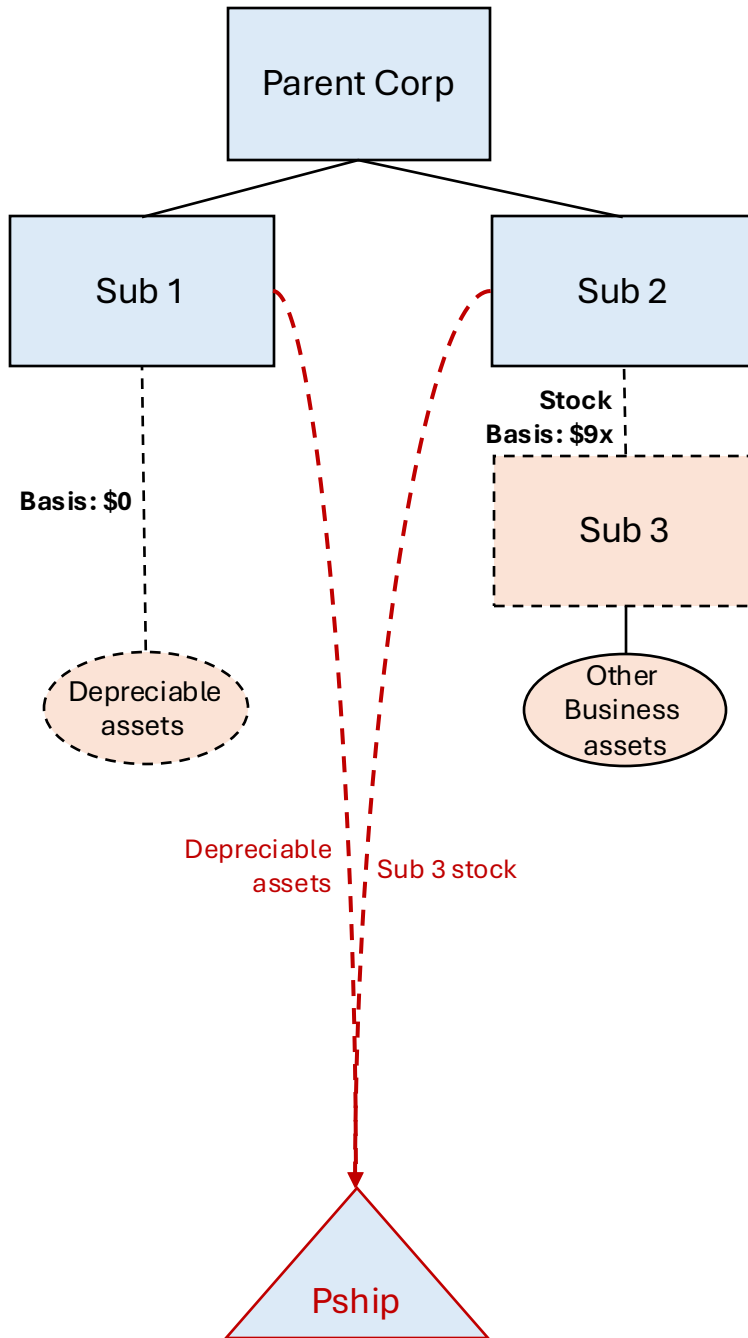 Parent Corp
Sub 1
Sub 2
Stock
Basis: $9x
Basis: $0
Sub 3
Depreciable
assets
Other
Business
assets
Depreciable
assets
Sub 3 stock
Pship